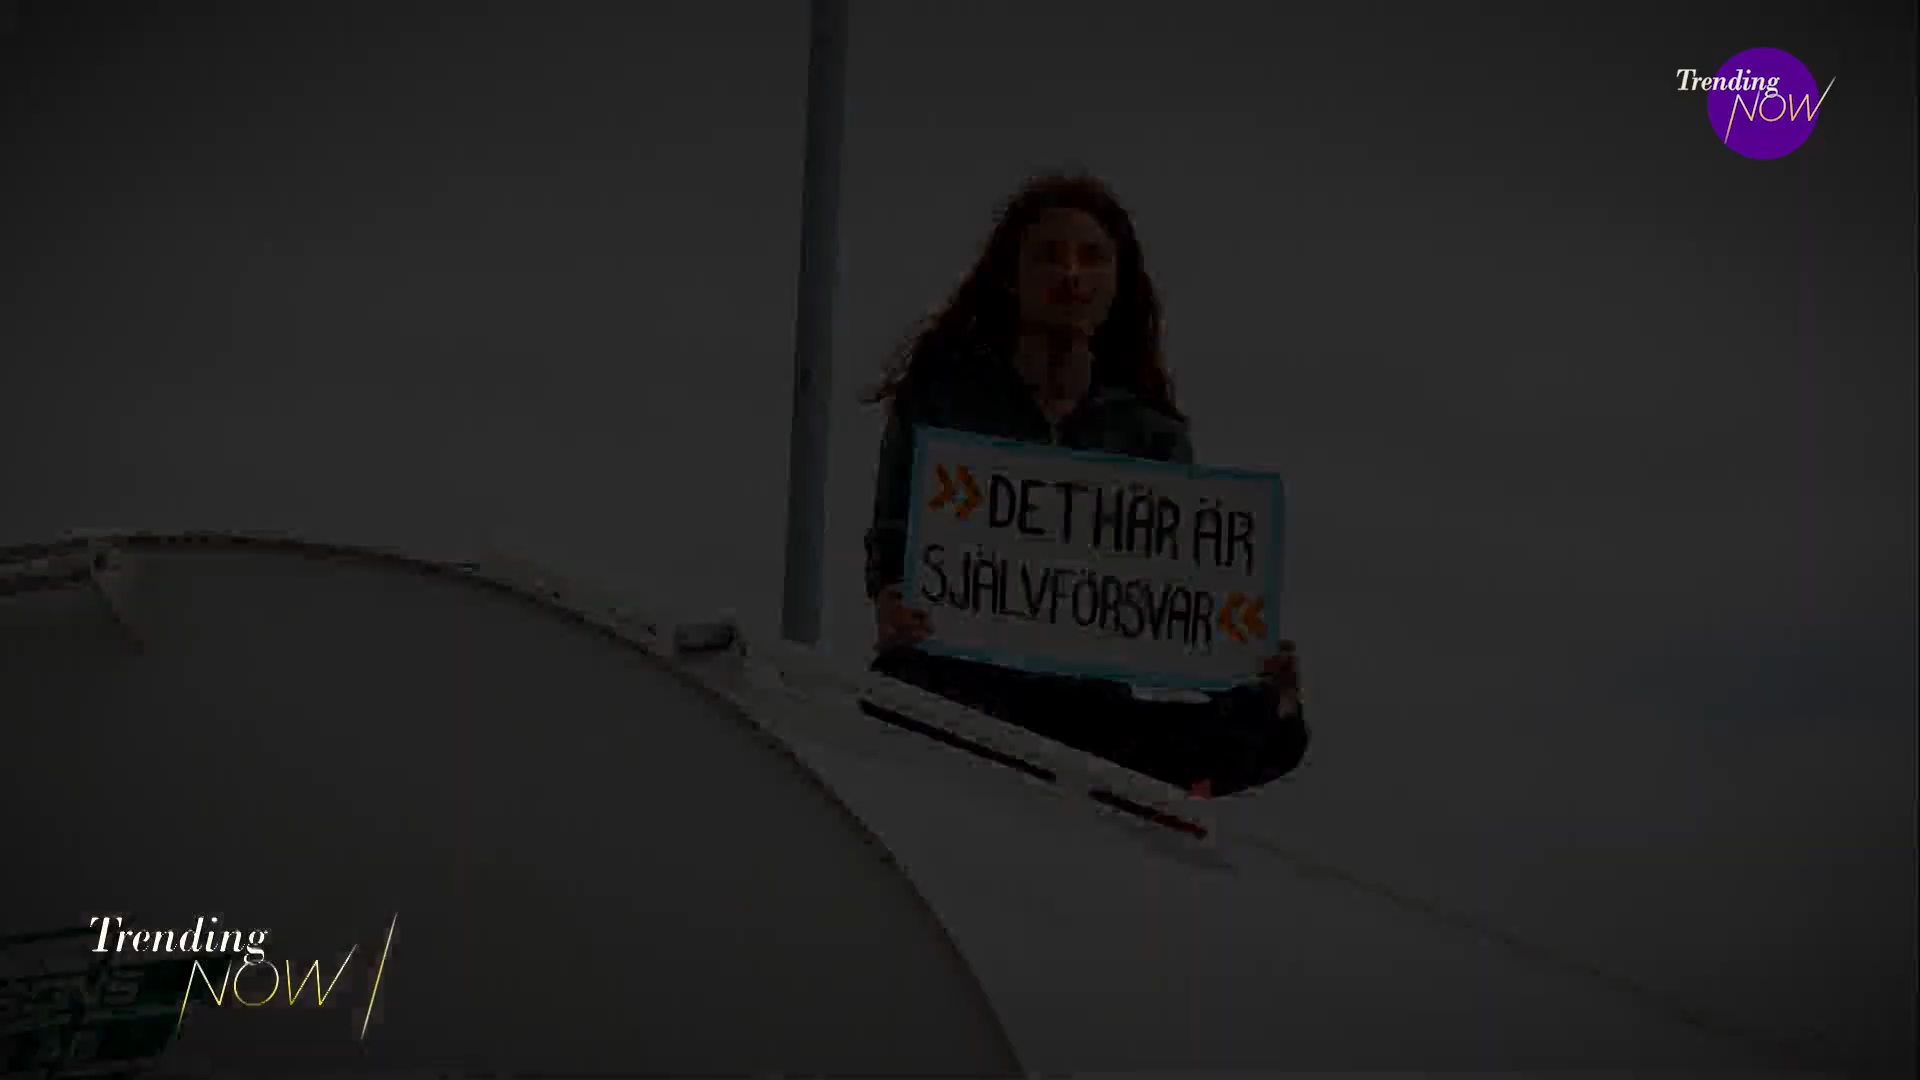 Trending
NOW
»DET HÄR ÄR
SJÄLVFÖRSVAR«
Trending
NOW